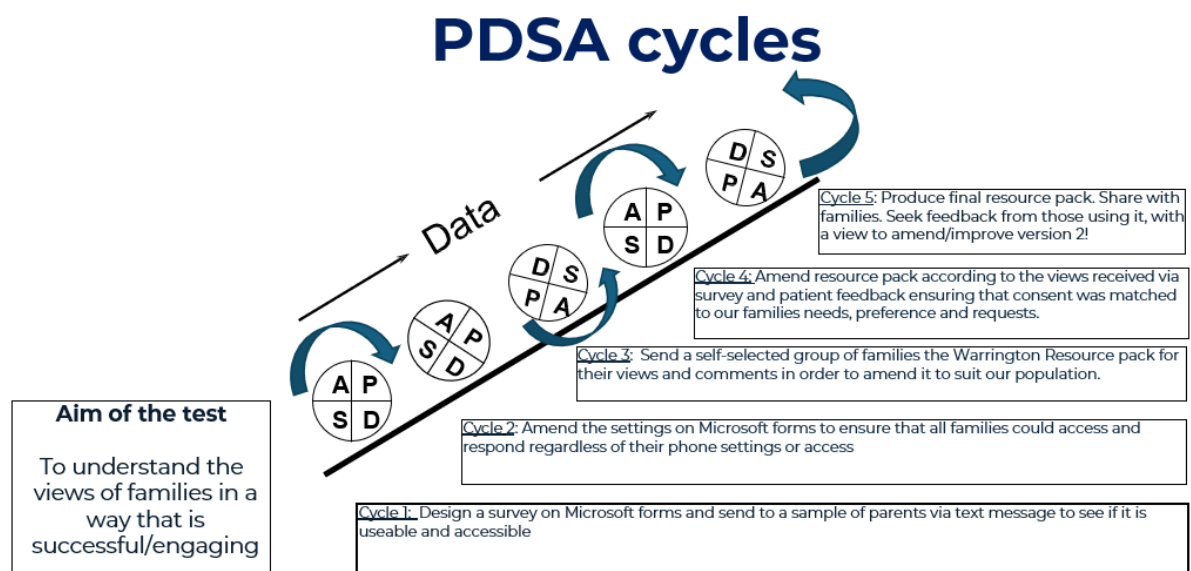 PDSA cycles
Data
A P
S D
A P
S D
D S
P A
A P
S D
D S
P A
Cycle 5: Produce final resource pack. Share with
families. Seek feedback from those using it, with
a view to amend/improve version 2!
Cycle 4: Amend resource pack according to the views received via
survey and patient feedback ensuring that consent was matched
to our families needs, preference and requests.
Cycle 3: Send a self-selected group of families the Warrington Resource pack for
their views and comments in order to amend it to suit our population.
Cycle 2: Amend the settings on Microsoft forms to ensure that all families could access and
respond regardless of their phone settings or access
Cycle 1: Design a survey on Microsoft forms and send to a sample of parents via text message to see if it is
useable and accessible
Aim of the test
To understand the
views of families in a
way that is
successful/engaging